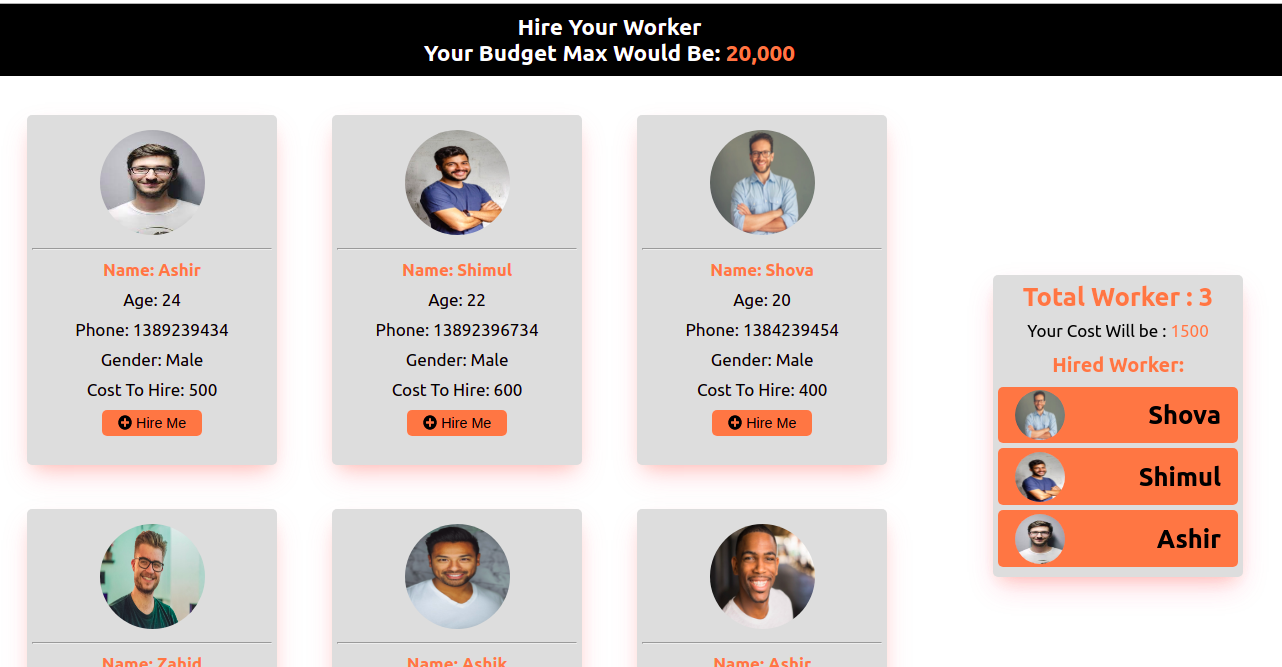 Hire Your Worker
Your Budget Max Would Be: 20,000
Name: Ashir
Age: 24
Phone: 1389239434
Gender: Male
Cost To Hire: 500
Hire Me
Name: Shimul
Age: 22
Phone: 13892396734
Gender: Male
Cost To Hire: 600
Hire Me
Name: Shova
Age: 20
Phone: 1384239454
Gender: Male
Cost To Hire: 400
Hire Me
Total Worker : 3
Your Cost Will be : 1500
Hired Worker:
Shova
Shimul
Ashir
Name: Zahid
Name: Ashik
Name: Ashir